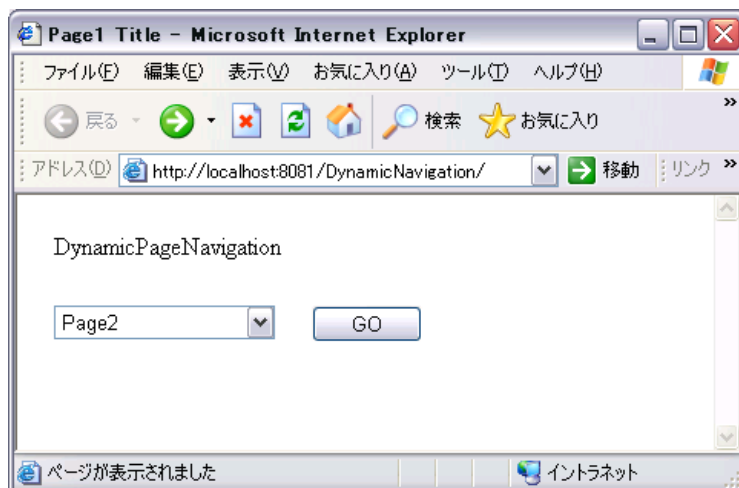 Page1 Title - Microsoft Internet Explorer
ファイル(F) 編集(E) 表示(V) お気に入り(A) ツール(T) ヘルプ(H)
戻る 検索 お気に入り »
アドレス(D) http://localhost:8081/DynamicNavigation/ 移動 リンク »
DynamicPageNavigation
Page2 GO
ページが表示されました イントラネット